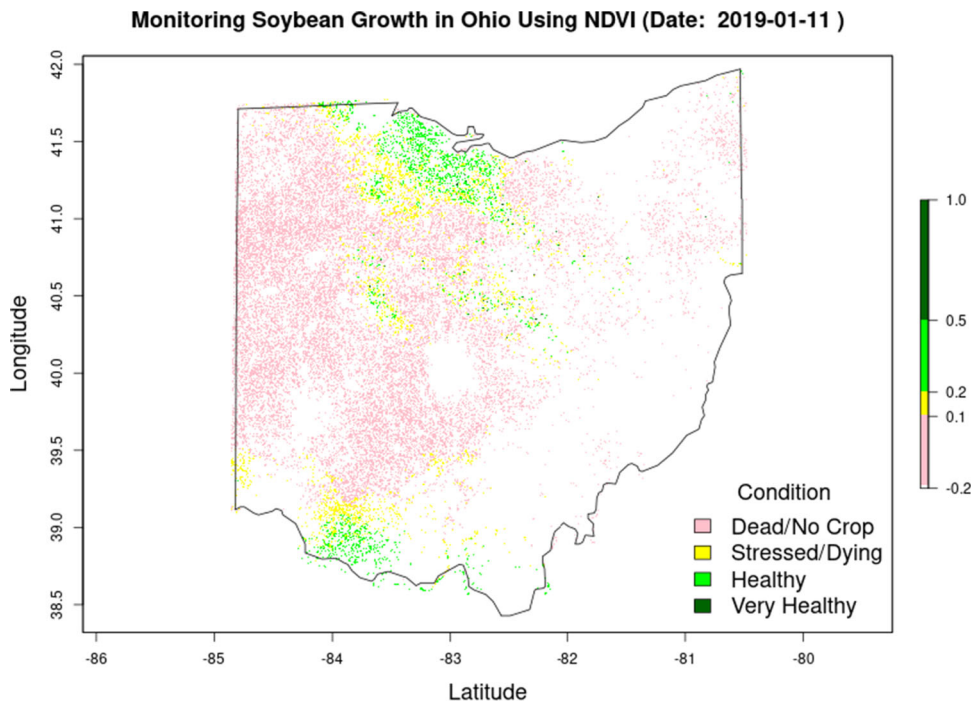 Monitoring Soybean Growth in Ohio Using NDVI (Date:  2019-01-11 )
Longitude
42.0
41.5
41.0
40.5
40.0
39.5
39.0
38.5
1.0
0.5
0.2
0.1
-0.2
Condition
Dead/No Crop
Stressed/Dying
Healthy
Very Healthy
-86 -85 -84 -83 -82 -81 -80
Latitude